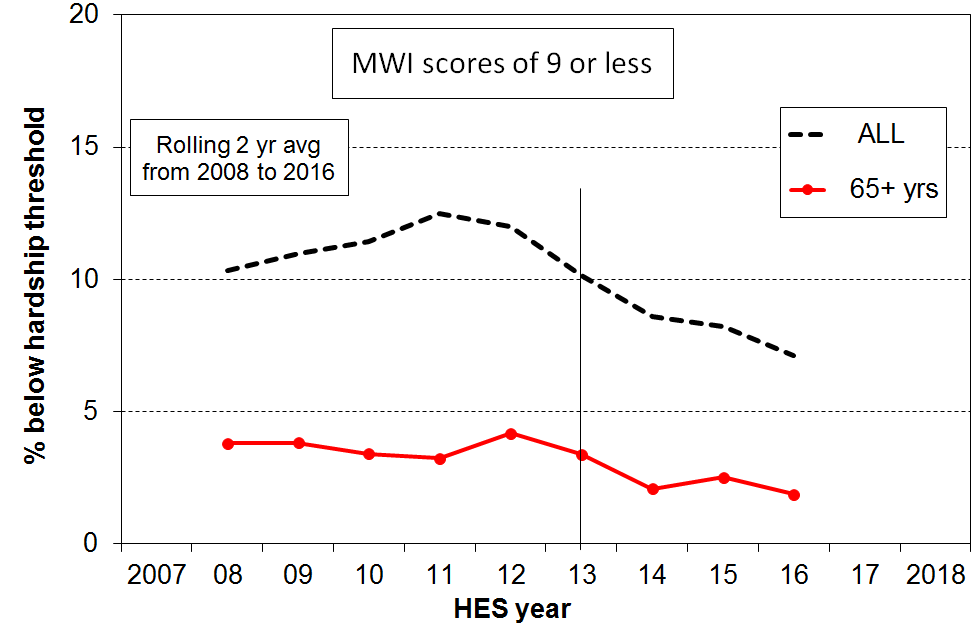 MWI scores of 9 or less
Rolling 2 yr avg
from 2008 to 2016
ALL
65+ yrs
% below hardship threshold
20
15
10
5
0
2007 08 09 10 11 12 13 14 15 16 17 2018
HES year